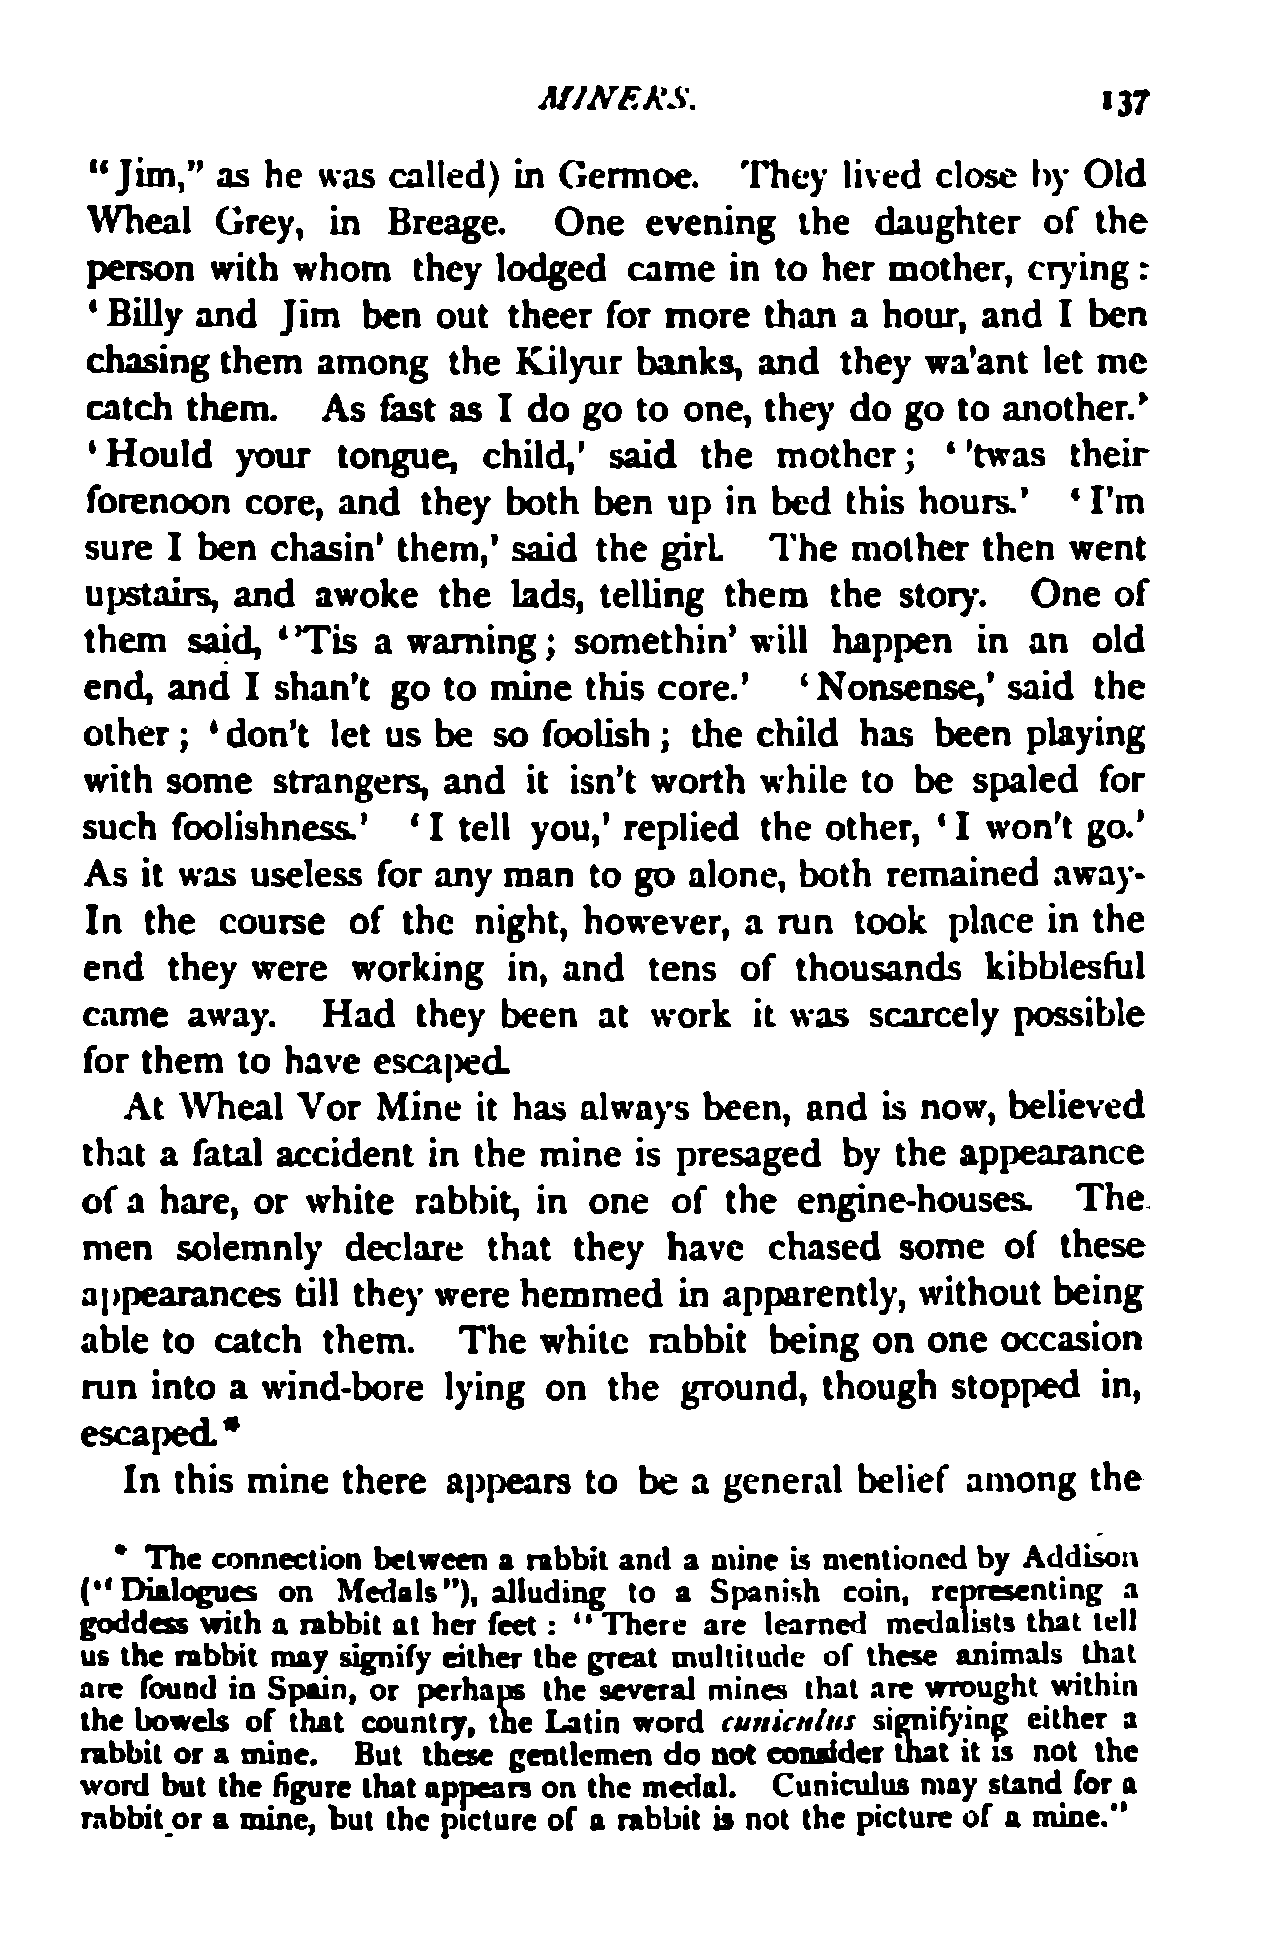 MINERS. 137
"Jim," as he was called) in Germoe. They lived close by Old
Wheal Grey, in Breage. One evening the daughter of the
person with whom they lodged came in to her mother, crying:
'Billy and Jim ben out theer for more than a hour, and I ben
chasing them among the Kilyur banks, and they wa'ant let me
catch them. As fast as I do go to one, they do go to another.'
'Hould your tongue, child,' said the mother; ''twas their
forenoon core, and they both ben up in bed this hours.' 'I'm
sure I ben chasin' them,' said the girl. The mother then went
upstairs, and awoke the lads, telling them the story. One of
them said, ''Tis a warning; somethin' will happen in an old
end, and I shan't go to mine this core.' 'Nonsense,' said the
other; 'don't let us be so foolish; the child has been playing
with some strangers, and it isn't worth while to be spaled for
such foolishness.' 'I tell you,' replied the other, 'I won't go.'
As it was useless for any man to go alone, both remained away.
In the course of the night, however, a run took place in the
end they were working in, and tens of thousands kibblesful
came away. Had they been at work it was scarcely possible
for them to have escaped.
At Wheal Vor Mine it has always been, and is now, believed
that a fatal accident in the mine is presaged by the appearance
of a hare, or white rabbit, in one of the engine-houses. The
men solemnly declare that they have chased some of these
appearances till they were hemmed in apparently, without being
able to catch them. The white rabbit being on one occasion
run into a wind-bore lying on the ground, though stopped in,
escaped.*
In this mine there appears to be a general belief among the
* The connection between a rabbit and a mine is mentioned by Addison
("Dialogues on Medals"), alluding to a Spanish coin, representing a
goddess with a rabbit at her feet: "There are learned medalists that tell
us the rabbit may signify either the great multitude of these animals that
are found in Spain, or perhaps the several mines that are wrought within
the bowels of that country, the Latin word cuniculus signifying either a
rabbit or a mine. But these gentlemen do not consider that it is not the
word but the figure that appears on the medal. Cuniculus may stand for a
rabbit or a mine, but the picture of a rabbit is not the picture of a mine."